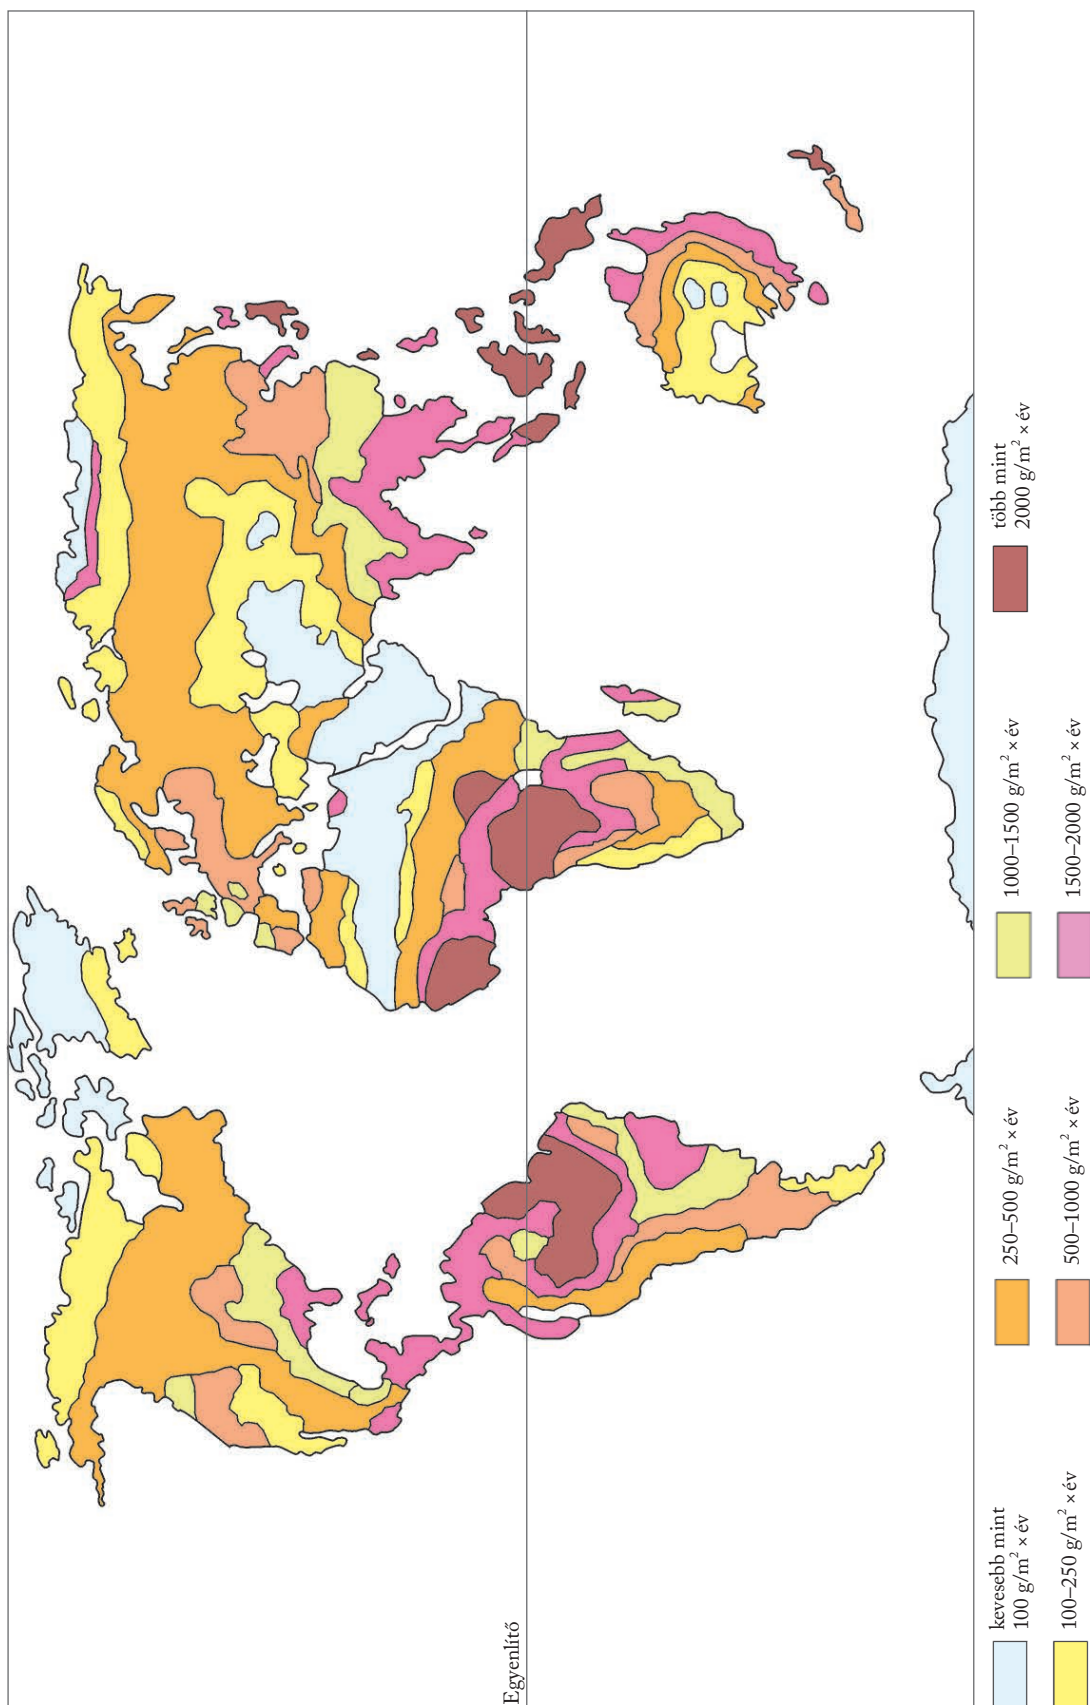 Egyenlítő
kevesebb mint
100 g/m² × év
100–250 g/m² × év
250–500 g/m² × év
500–1000 g/m² × év
1000–1500 g/m² × év
1500–2000 g/m² × év
több mint
2000 g/m² × év